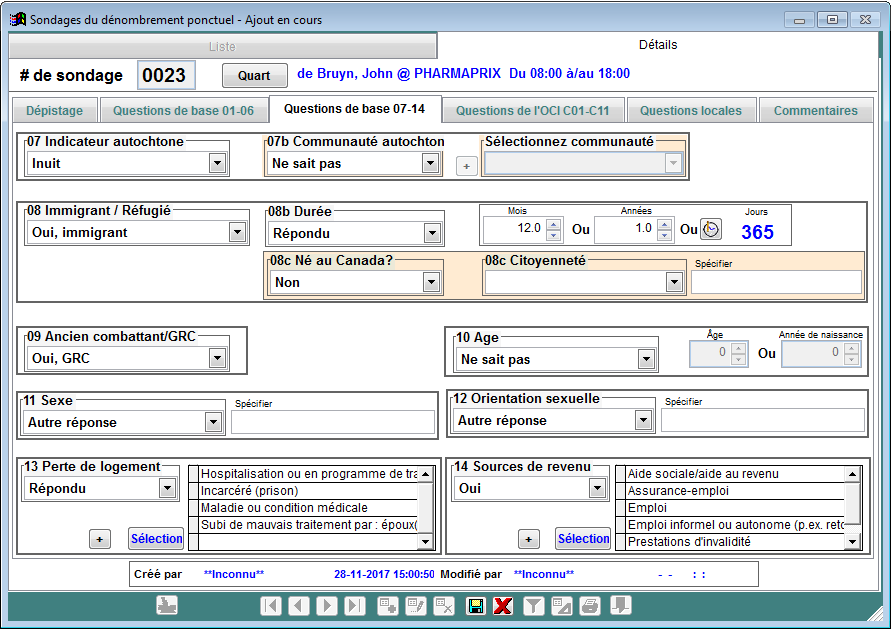 Sondages du dénombrement ponctuel - Ajout en cours
Liste
Détails
# de sondage 0023 Quart de Bruyn, John @ PHARMAPRIX Du 08:00 à/au 18:00
Dépistage Questions de base 01-06 Questions de base 07-14 Questions de l'OCI C01-C11 Questions locales Commentaires
07 Indicateur autochtone 07b Communauté autochton Sélectionnez communauté
Inuit Ne sait pas +
08 Immigrant / Réfugié 08b Durée Mois Années Jours
Oui, immigrant Répondu 12.0 Ou 1.0 Ou 365
08c Né au Canada? 08c Citoyenneté Spécifier
Non
09 Ancien combattant/GRC 10 Age Âge Année de naissance
Oui, GRC Ne sait pas 0 Ou 0
11 Sexe Spécifier 12 Orientation sexuelle Spécifier
Autre réponse Autre réponse
13 Perte de logement 14 Sources de revenu
Répondu Oui
Hospitalisation ou en programme de tra
Incarcéré (prison)
Maladie ou condition médicale
Subi de mauvais traitement par : époux(
+ Sélection
Aide sociale/aide au revenu
Assurance-emploi
Emploi
Emploi informel ou autonome (p.ex. reto
Prestations d'invalidité
+ Sélection
Créé par **Inconnu** 28-11-2017 15:00:50 Modifié par **Inconnu** - - : :